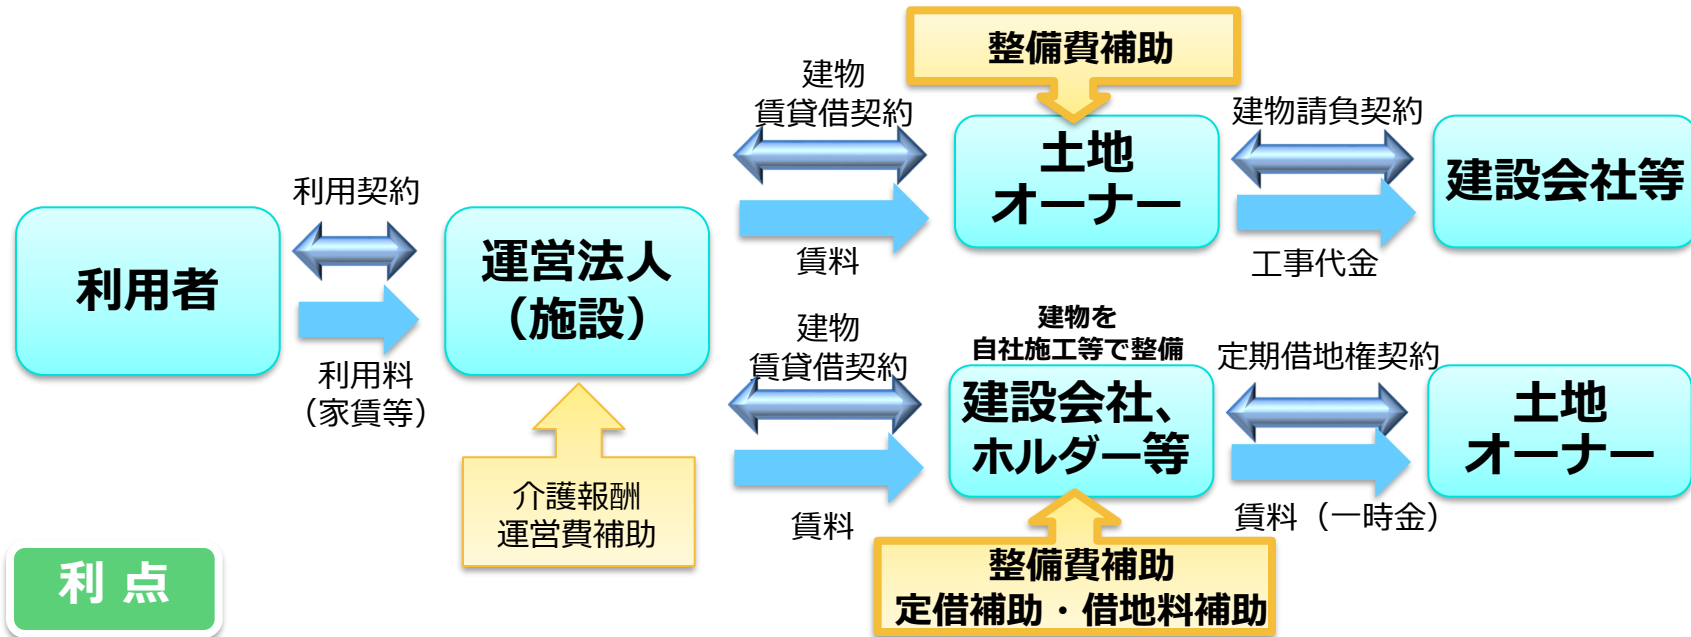 整備費補助
建物
賃貸借契約
建物請負契約
土地
オーナー
建設会社等
利用契約
賃料
工事代金
利用者
運営法人
（施設）
建物
賃貸借契約
建物を
自社施工等で整備
定期借地権契約
利用料
（家賃等）
建設会社、
ホルダー等
土地
オーナー
介護報酬
運営費補助
賃料
賃料（一時金）
整備費補助
定借補助・借地料補助
利 点